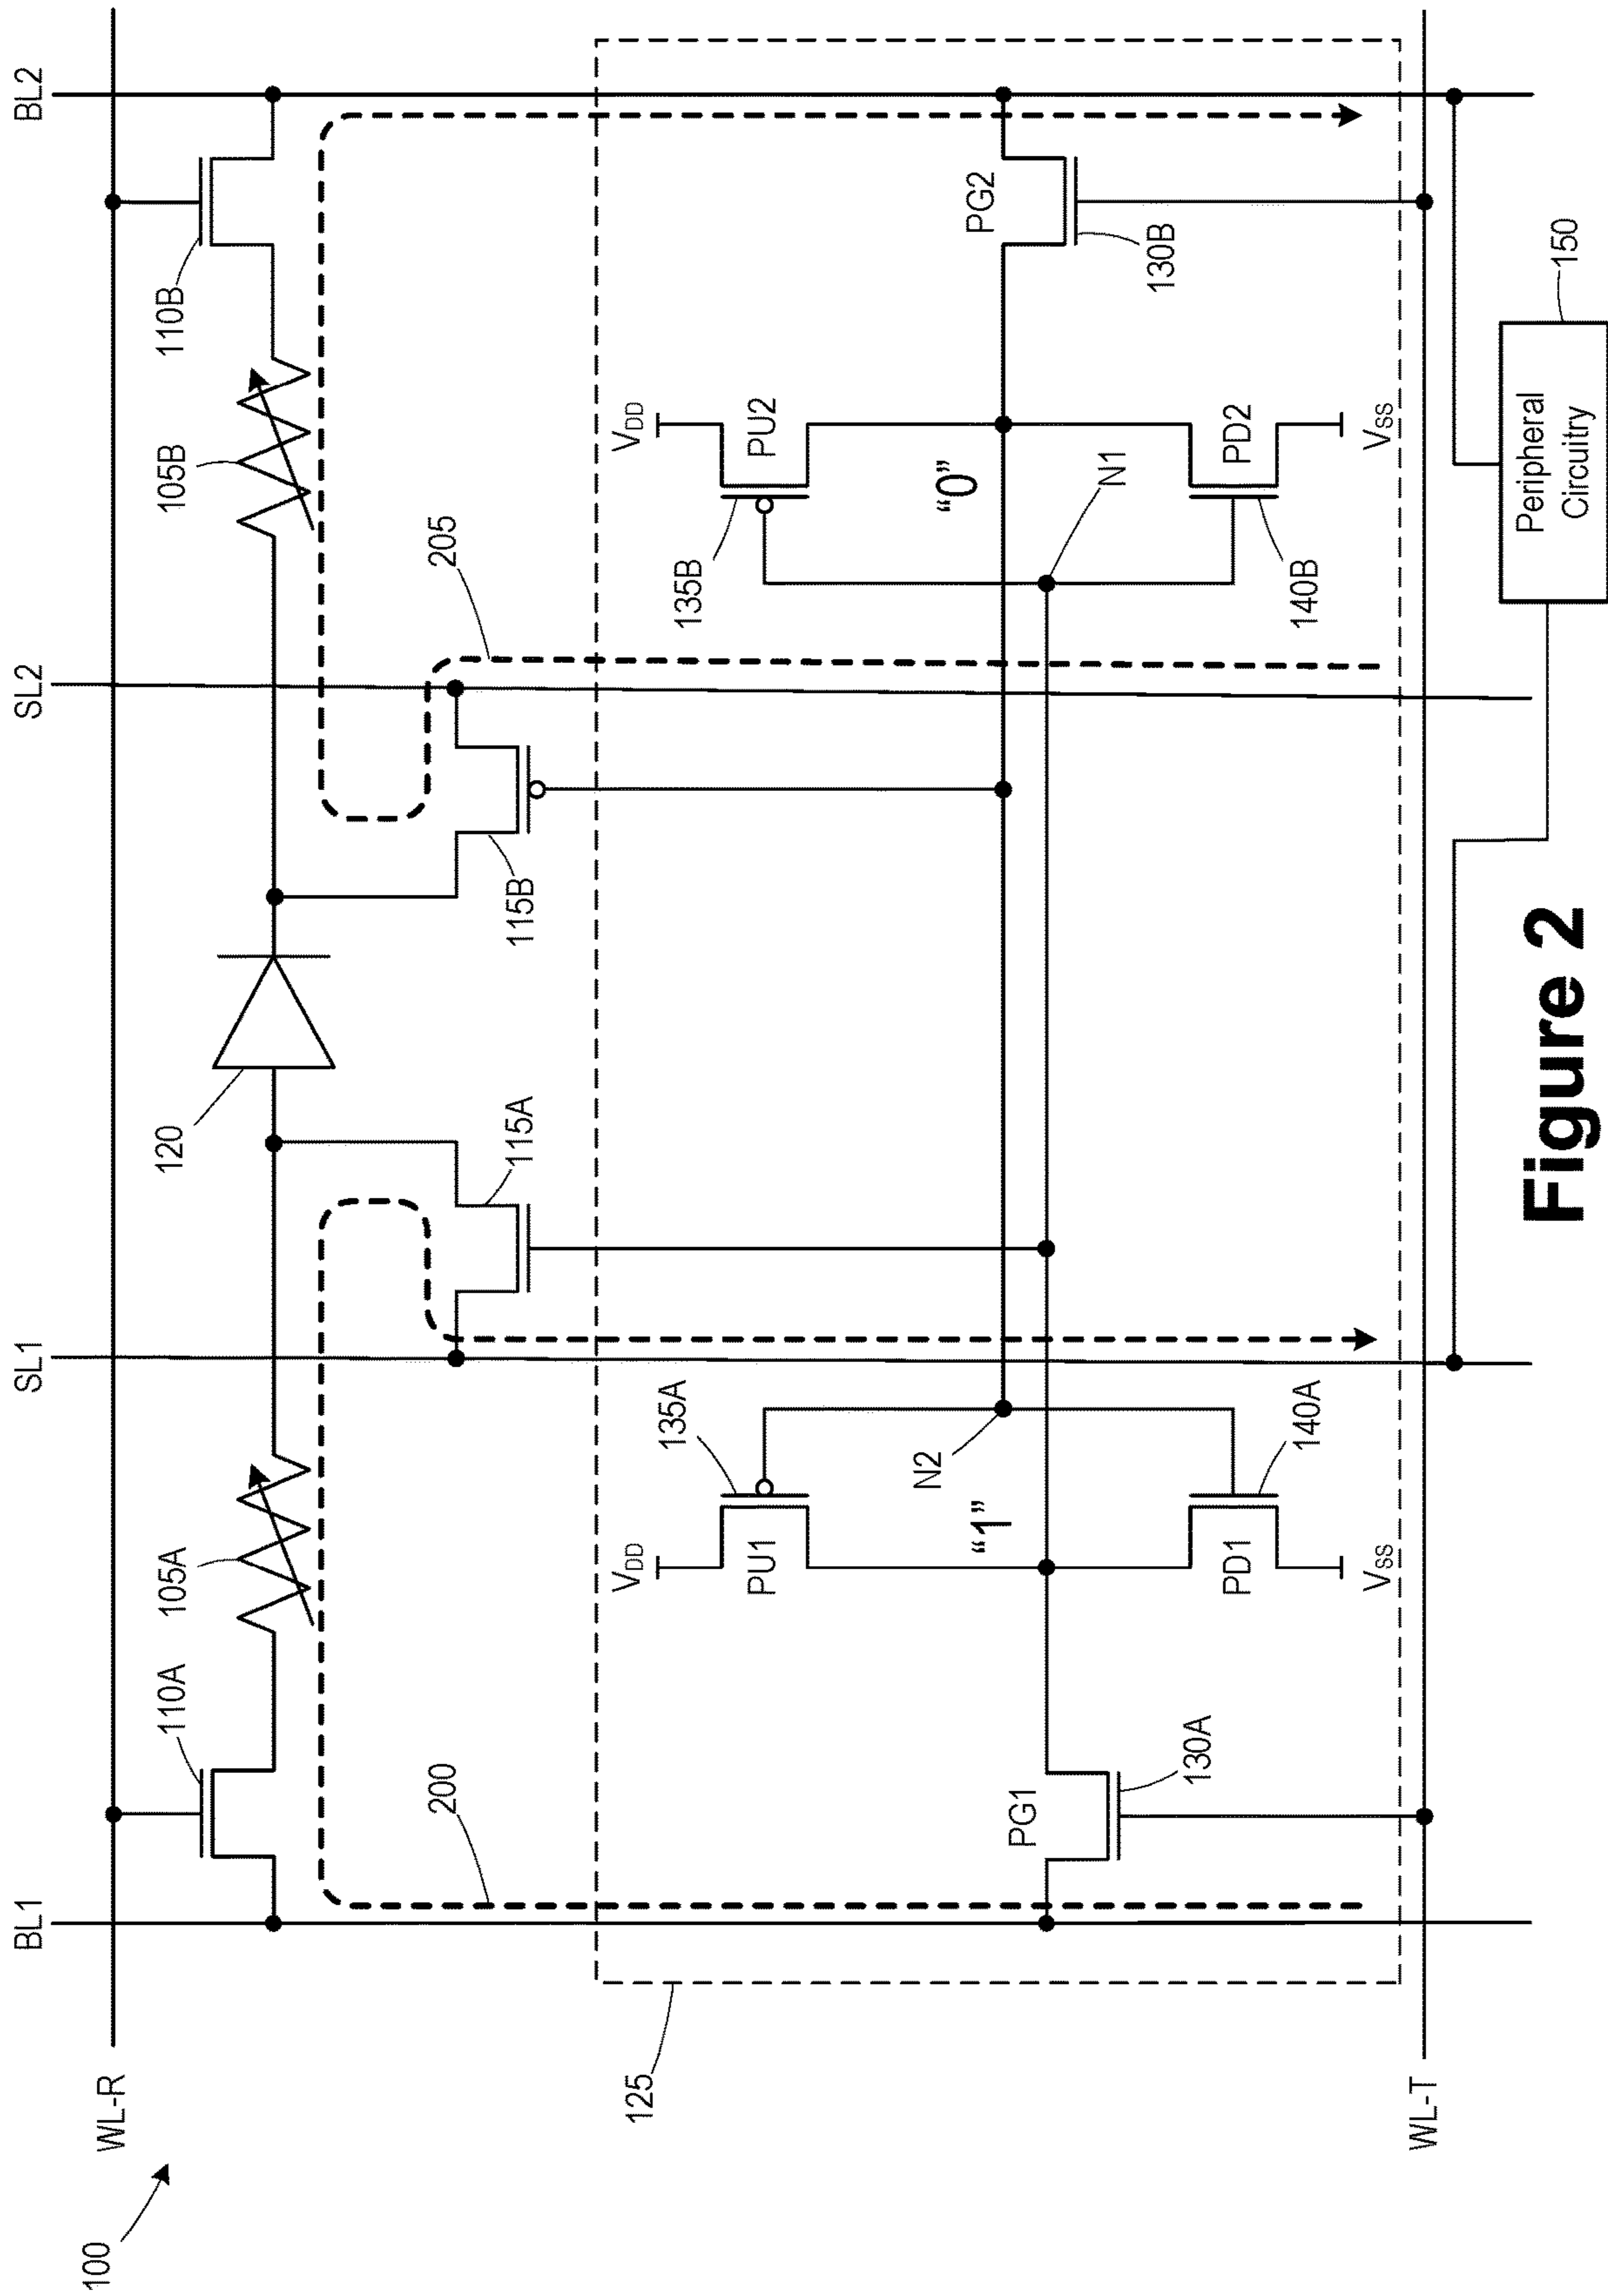 100
WL-R
BL1
SL1
SL2
BL2
110A
105A
120
105B
110B
200
115A
115B
205
125
VDD
135A
PU1
"1"
N2
PG1
130A
PD1
140A
VSS
VDD
135B
PU2
"0"
N1
PG2
130B
PD2
140B
VSS
WL-T
150
Peripheral
Circuitry
Figure 2